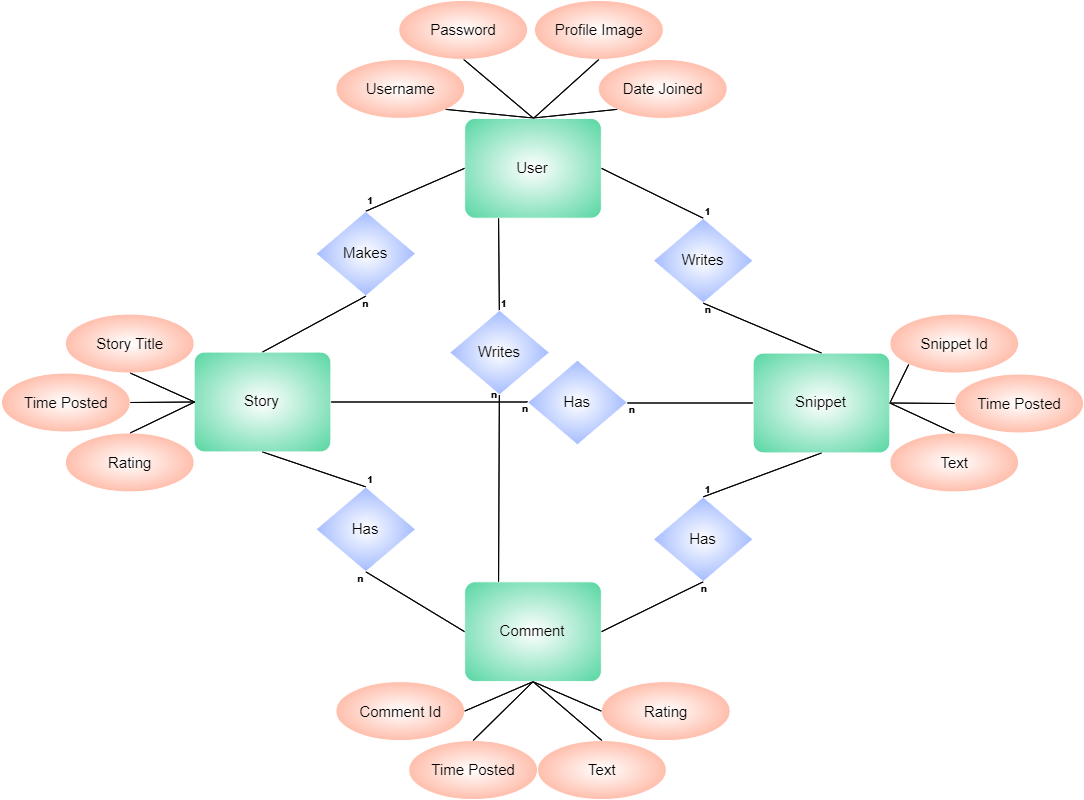 Password
Profile Image
Username
Date Joined
User
1
1
Makes
Writes
n
1
n
Story Title
Writes
Snippet Id
n
Time Posted
Story
n
Has
n
Snippet
Time Posted
Rating
Text
1
1
Has
Has
n
n
Comment
Comment Id
Rating
Time Posted
Text